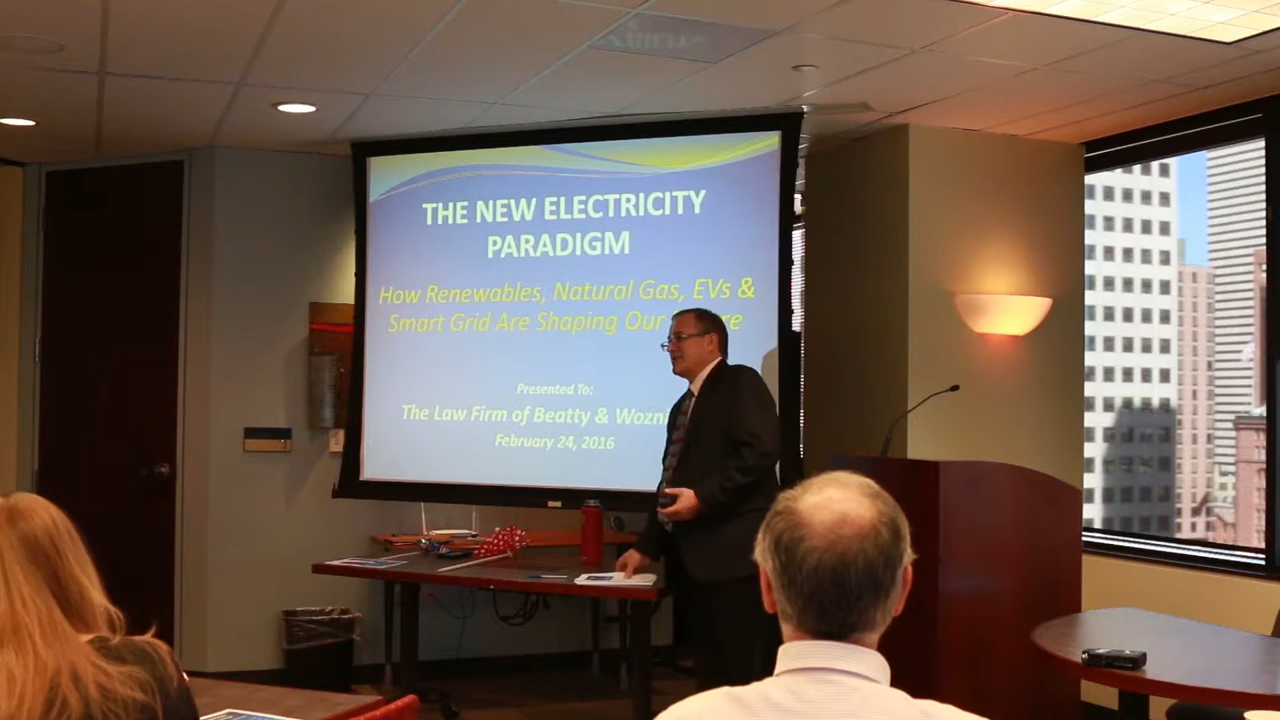 THE NEW ELECTRICITY
PARADIGM
How Renewables, Natural Gas, EVs &
Smart Grid Are Shaping Our
Presented To:
The Law Firm of Beatty &
February 24, 2016